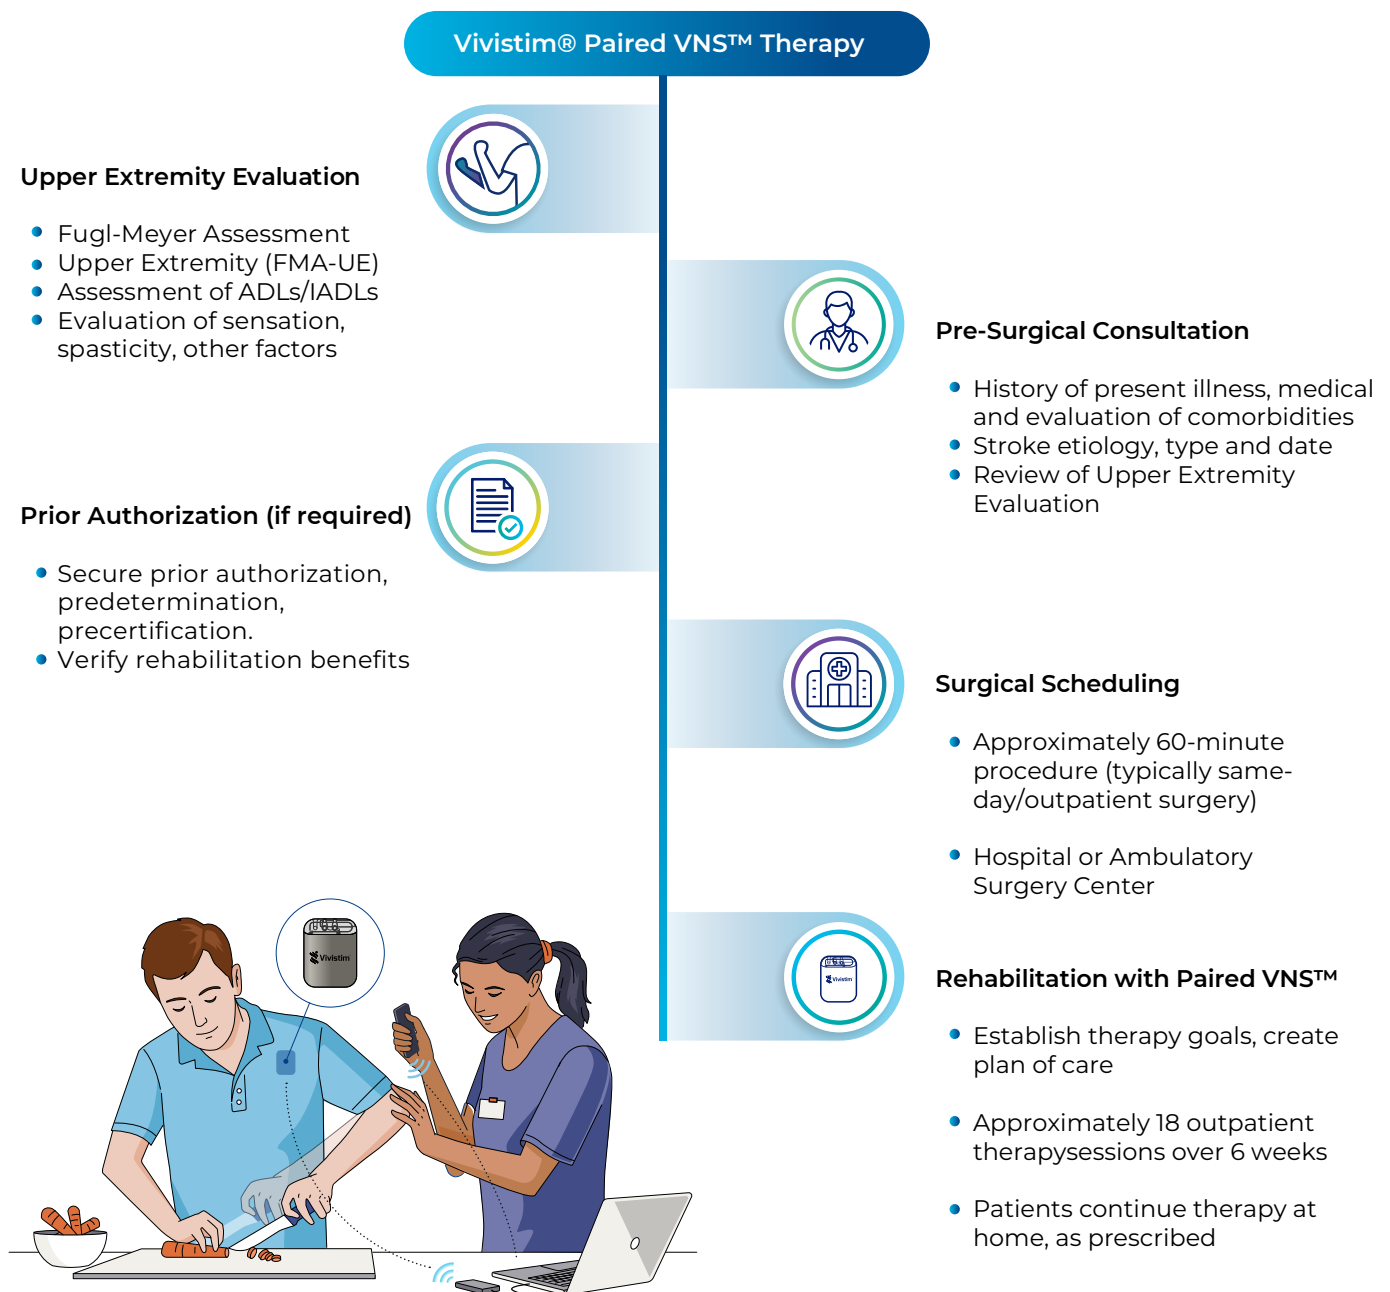 Vivistim® Paired VNS™ Therapy
Upper Extremity Evaluation
Fugl-Meyer Assessment
Upper Extremity (FMA-UE)
Assessment of ADLs/IADLs
Evaluation of sensation,
spasticity, other factors
Pre-Surgical Consultation
History of present illness, medical
and evaluation of comorbidities
Stroke etiology, type and date
Review of Upper Extremity
Evaluation
Prior Authorization (if required)
Secure prior authorization,
predetermination,
precertification.
Verify rehabilitation benefits
Surgical Scheduling
Approximately 60-minute
procedure (typically same-
day/outpatient surgery)
Hospital or Ambulatory
Surgery Center
Rehabilitation with Paired VNS™
Establish therapy goals, create
plan of care
Approximately 18 outpatient
therapysessions over 6 weeks
Patients continue therapy at
home, as prescribed
Vivistim
Vivistim